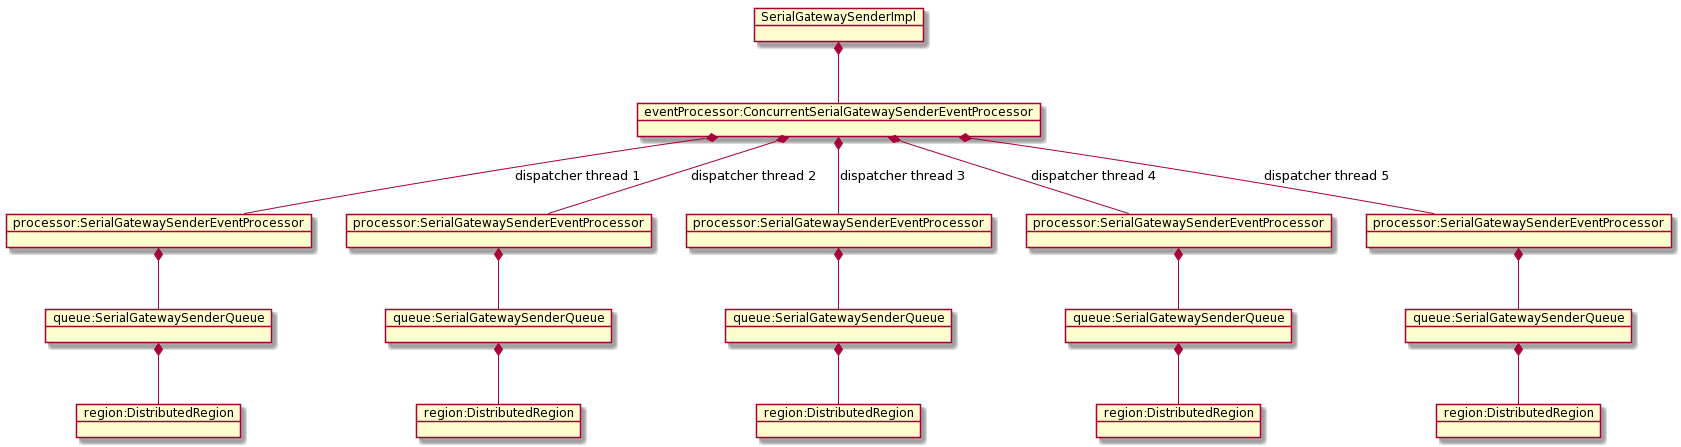 SerialGatewaySenderImpl
eventProcessor:ConcurrentSerialGatewaySenderEventProcessor
dispatcher thread 1
dispatcher thread 2
dispatcher thread 3
dispatcher thread 4
dispatcher thread 5
processor:SerialGatewaySenderEventProcessor
processor:SerialGatewaySenderEventProcessor
processor:SerialGatewaySenderEventProcessor
processor:SerialGatewaySenderEventProcessor
processor:SerialGatewaySenderEventProcessor
queue:SerialGatewaySenderQueue
queue:SerialGatewaySenderQueue
queue:SerialGatewaySenderQueue
queue:SerialGatewaySenderQueue
queue:SerialGatewaySenderQueue
region:DistributedRegion
region:DistributedRegion
region:DistributedRegion
region:DistributedRegion
region:DistributedRegion